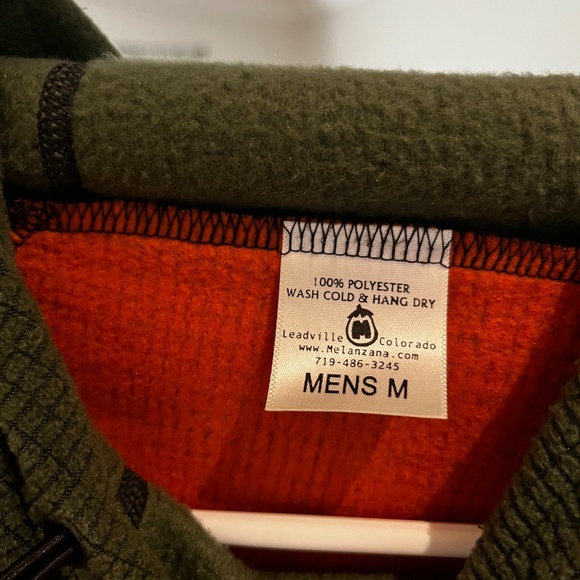 100% POLYESTER
WASH COLD & HANG DRY
M
Leadville Colorado
www.Melanzana.com
719-486-3245
MENS M